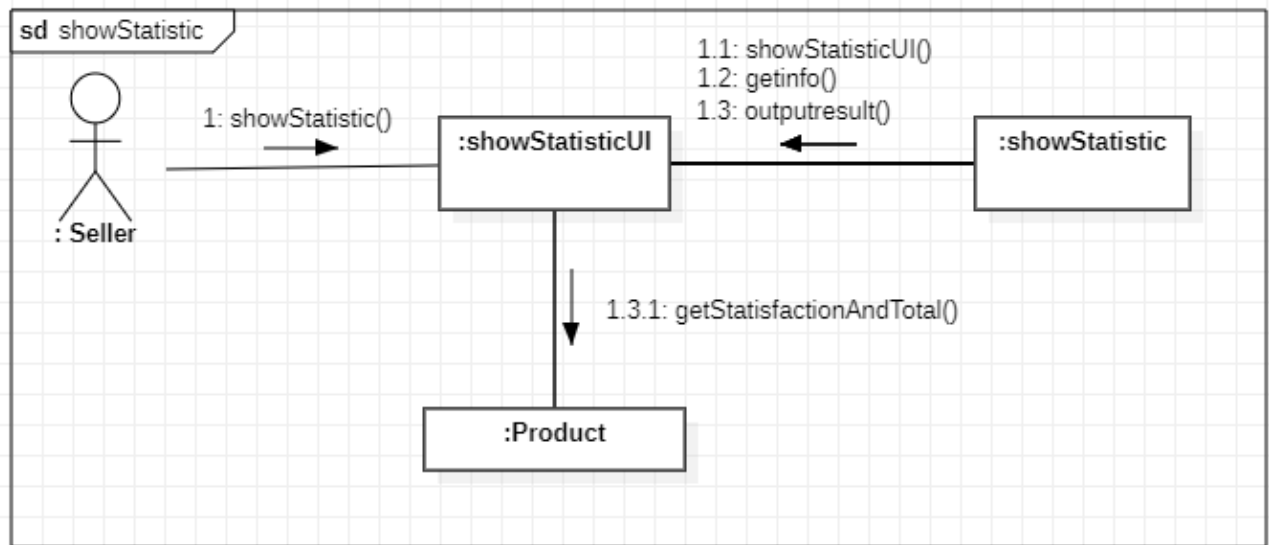 sd showStatistic
1.1: showStatisticUI()
1.2: getinfo()
1.3: outputresult()
1: showStatistic()
:showStatisticUI
:showStatistic
: Seller
1.3.1: getStatisfactionAndTotal()
:Product